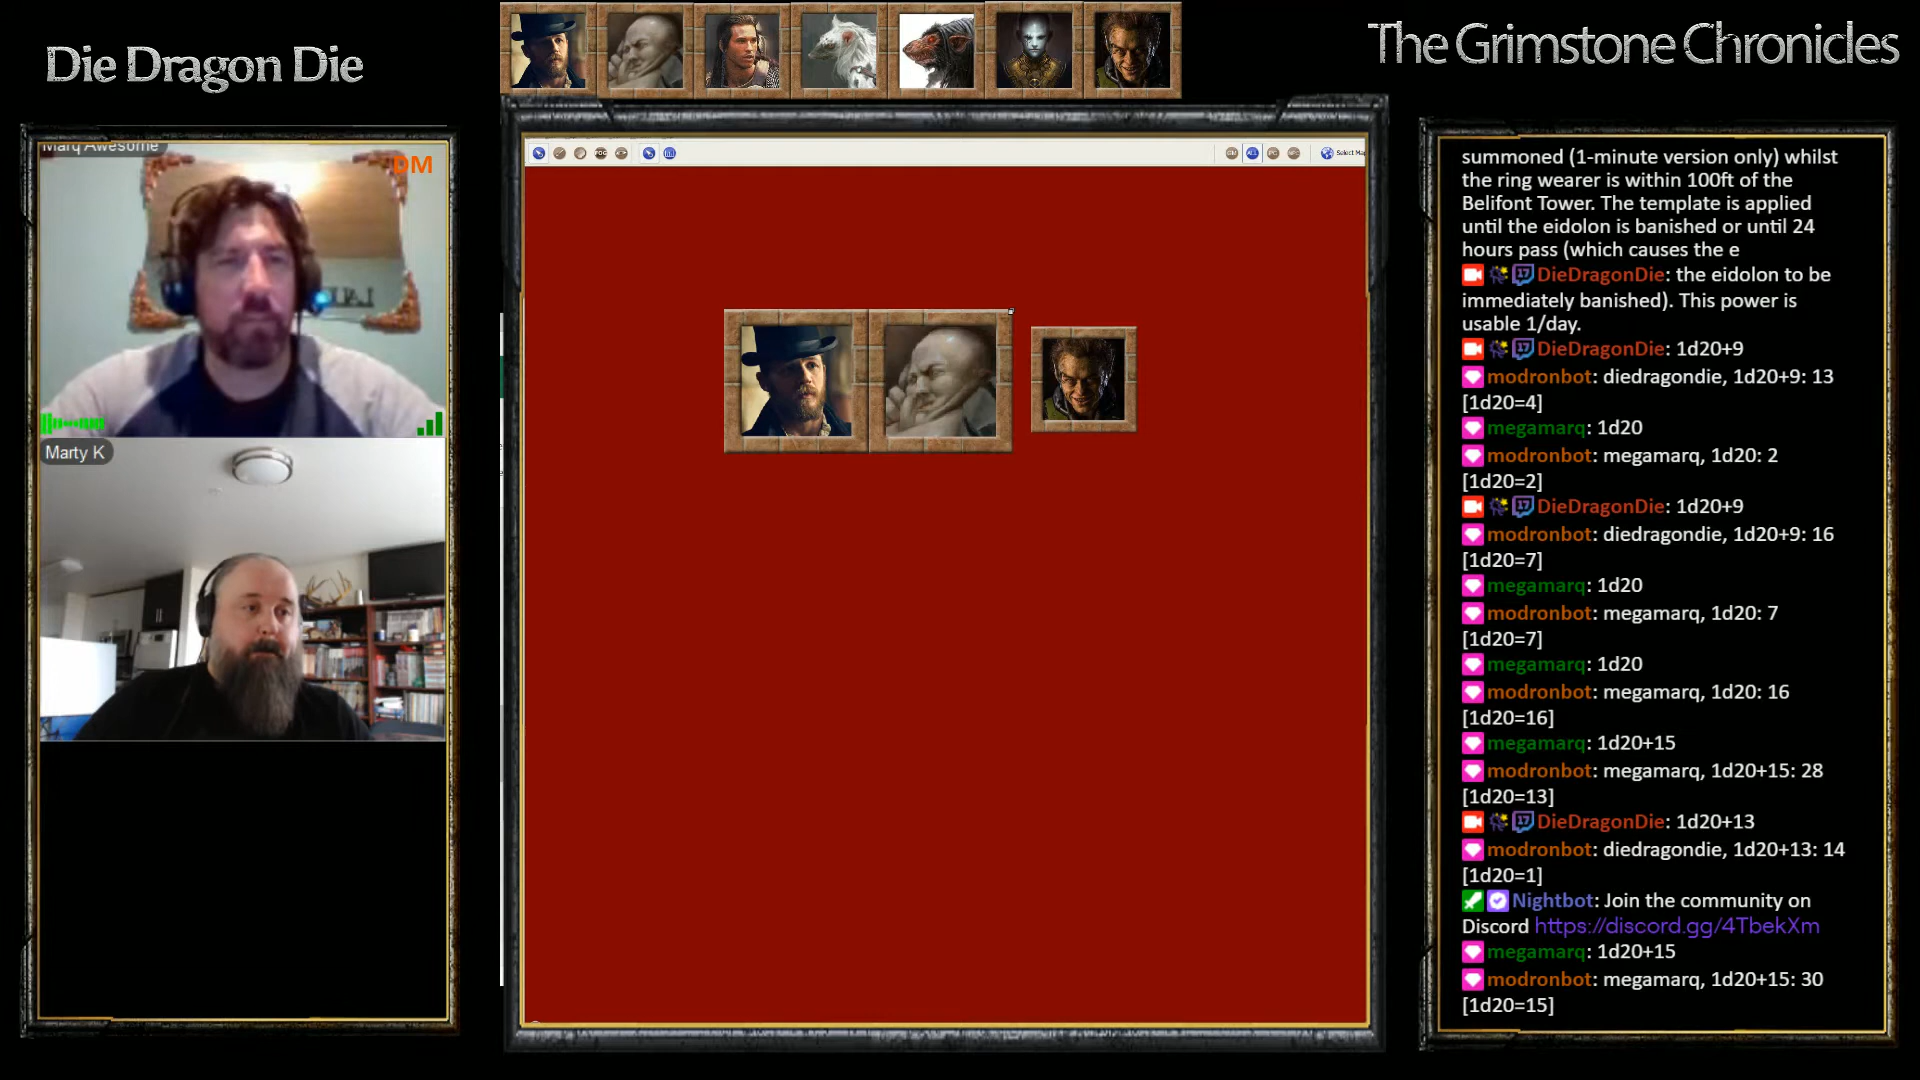 Die Dragon Die
The Grimstone Chronicles
Marq Awesome
DM
Marty K
Select Ma
summoned (1-minute version only) whilst
the ring wearer is within 100ft of the
Belifont Tower. The template is applied
until the eidolon is banished or until 24
hours pass (which causes the e
DieDragonDie: the eidolon to be
immediately banished). This power is
usable 1/day.
DieDragonDie: 1d20+9
modronbot: diedragondie, 1d20+9: 13
[1d20=4]
megamarq: 1d20
modronbot: megamarq, 1d20: 2
[1d20=2]
DieDragonDie: 1d20+9
modronbot: diedragondie, 1d20+9: 16
[1d20=7]
megamarq: 1d20
modronbot: megamarq, 1d20: 7
[1d20=7]
megamarq: 1d20
modronbot: megamarq, 1d20: 16
[1d20=16]
megamarq: 1d20+15
modronbot: megamarq, 1d20+15: 28
[1d20=13]
DieDragonDie: 1d20+13
modronbot: diedragondie, 1d20+13: 14
[1d20=1]
Nightbot: Join the community on
Discord https://discord.gg/4TbekXm
megamarq: 1d20+15
modronbot: megamarq, 1d20+15: 30
[1d20=15]